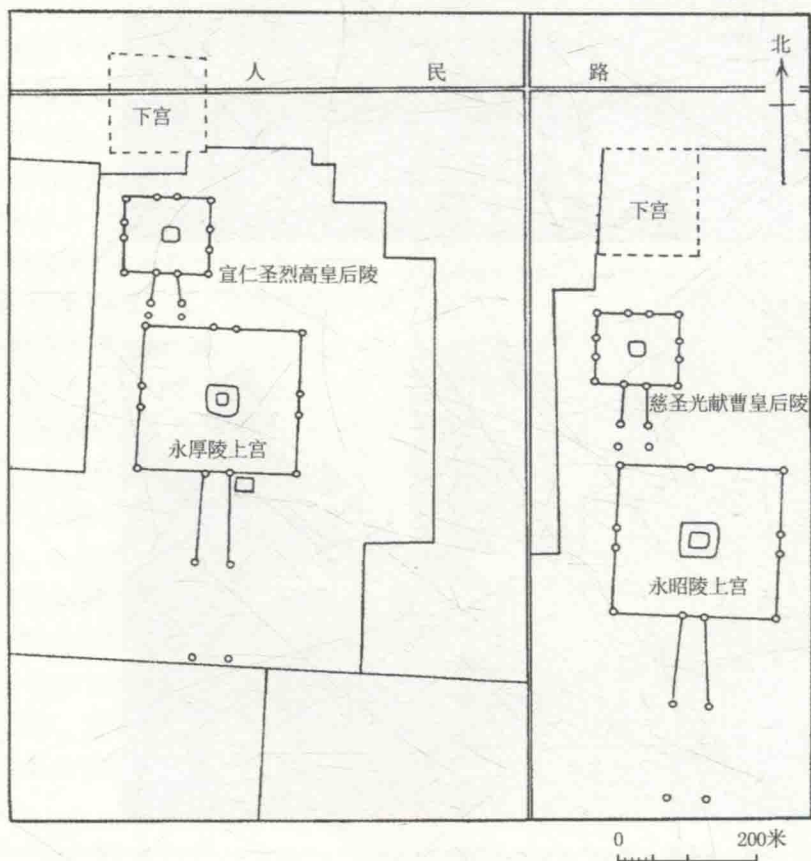 北
人民路
下宫
下宫
宣仁圣烈高皇后陵
慈圣光献曹皇后陵
永厚陵上宫
永昭陵上宫
0 200米